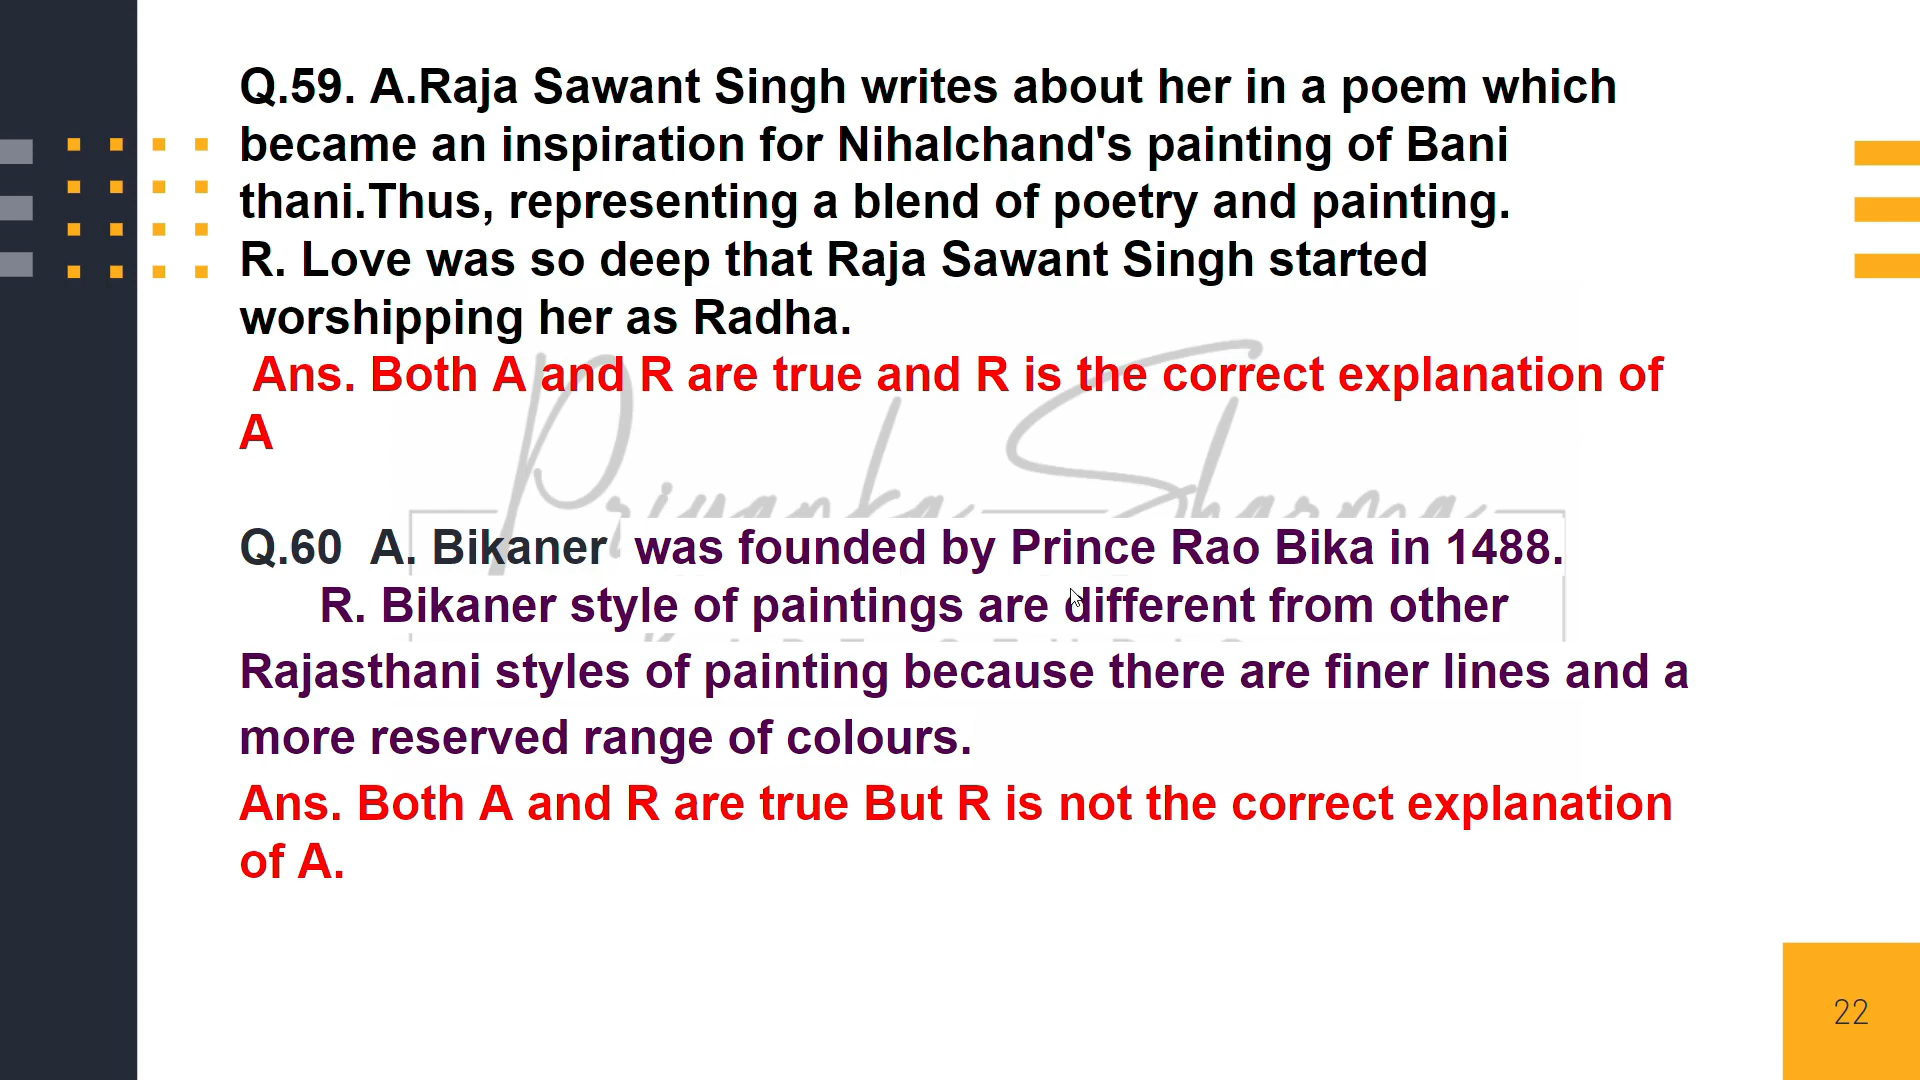 Q.59. A.Raja Sawant Singh writes about her in a poem which
became an inspiration for Nihalchand's painting of Bani
thani.Thus, representing a blend of poetry and painting.
R. Love was so deep that Raja Sawant Singh started
worshipping her as Radha.
Ans. Both A and R are true and R is the correct explanation of
A
Priyanka Sharma
Q.60 A. Bikaner was founded by Prince Rao Bika in 1488.
R. Bikaner style of paintings are different from other
Rajasthani styles of painting because there are finer lines and a
more reserved range of colours.
Ans. Both A and R are true But R is not the correct explanation
of A.
22